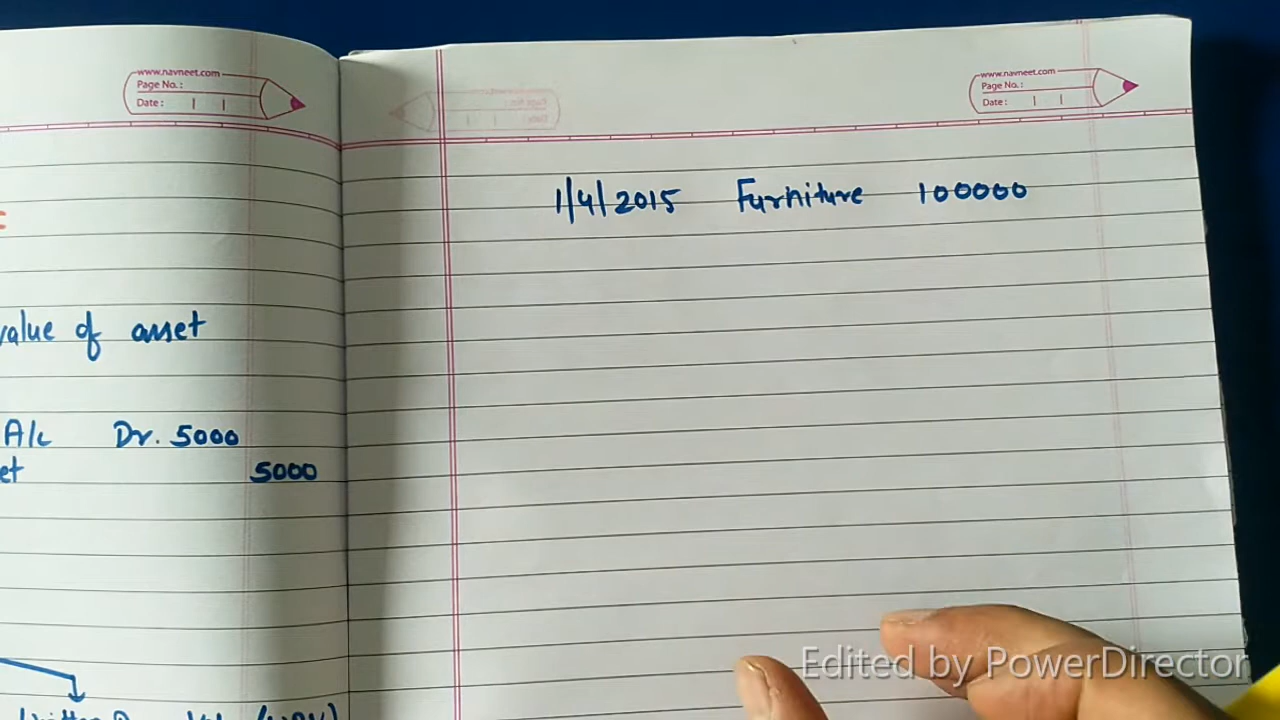 www.navneet.com
Page No.:
Date:
value of asset
A/c Dr. 5000
et 5000
www.navneet.com
Page No.:
Date:
1/4/2015 Furniture 100000
Edited by PowerDirector